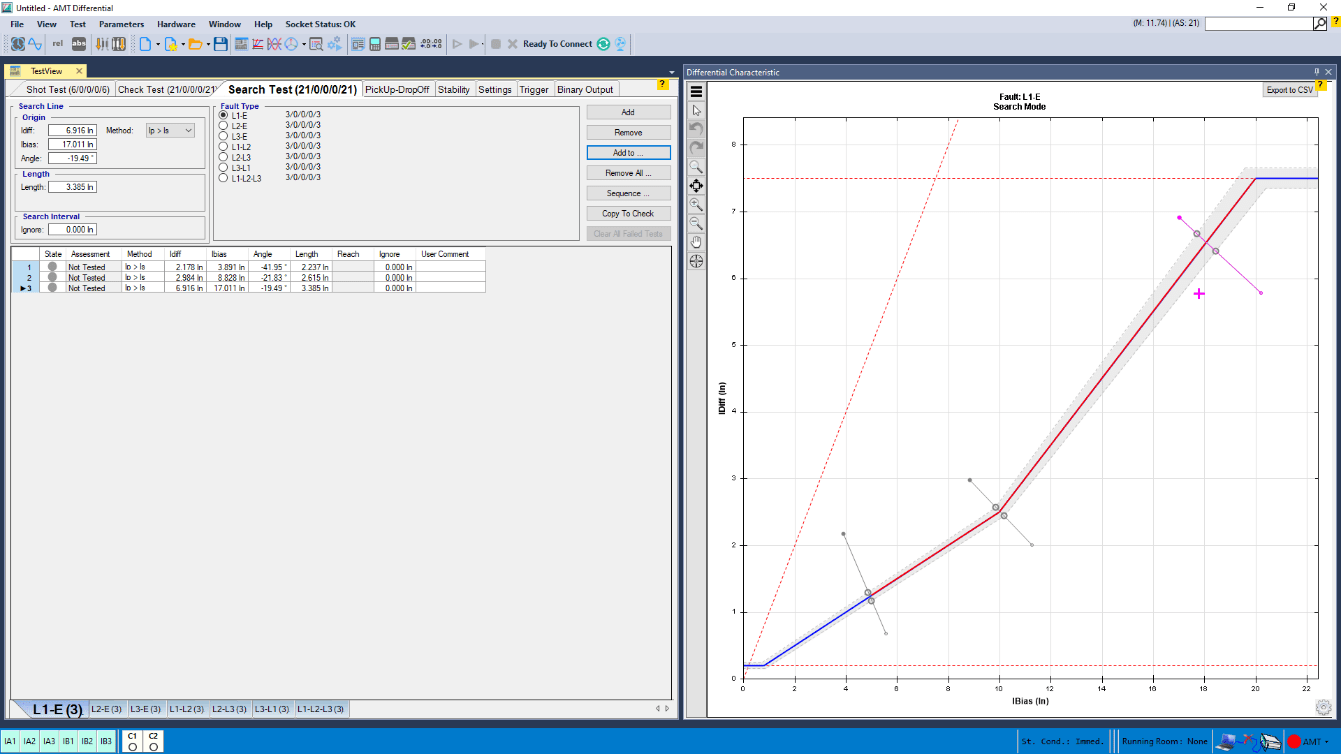 Untitled - AMT Differential
File View Test Parameters Hardware Window Help Socket Status: OK
(M: 11.74) | (AS: 21)
?
rel abs .00-.00 +0.0+0.0 Ready To Connect
TestView
Differential Characteristic
Shot Test (6/0/0/0/6) Check Test (21/0/0/0/21) Search Test (21/0/0/0/21) PickUp-DropOff Stability Settings Trigger Binary Output ?
Search Line
Origin
Idiff: 6.916 In Method: Ip > Is
Ibias: 17.011 In
Angle: -19.49 °
Length
Length: 3.385 In
Search Interval
Ignore: 0.000 In
Fault Type
L1-E 3/0/0/0/3
L2-E 3/0/0/0/3
L3-E 3/0/0/0/3
L1-L2 3/0/0/0/3
L2-L3 3/0/0/0/3
L3-L1 3/0/0/0/3
L1-L2-L3 3/0/0/0/3
Add
Remove
Add to ...
Remove All ...
Sequence ...
Copy To Check
Clear All Failed Tests
State Assessment Method Idiff Ibias Angle Length Reach Ignore User Comment
1 Not Tested Ip > Is 2.178 In 3.891 In -41.95 ° 2.237 In 0.000 In
2 Not Tested Ip > Is 2.984 In 8.828 In -21.83 ° 2.615 In 0.000 In
3 Not Tested Ip > Is 6.916 In 17.011 In -19.49 ° 3.385 In 0.000 In
L1-E (3) L2-E (3) L3-E (3) L1-L2 (3) L2-L3 (3) L3-L1 (3) L1-L2-L3 (3)
Fault: L1-E
Search Mode
Export to CSV
?
8
7
6
5
4
3
2
1
0
IDiff (In)
0 2 4 6 8 10 12 14 16 18 20 22
IBias (In)
IA1 IA2 IA3 IB1 IB2 IB3 C1 C2
St. Cond.: Immed. Running Room: None AMT